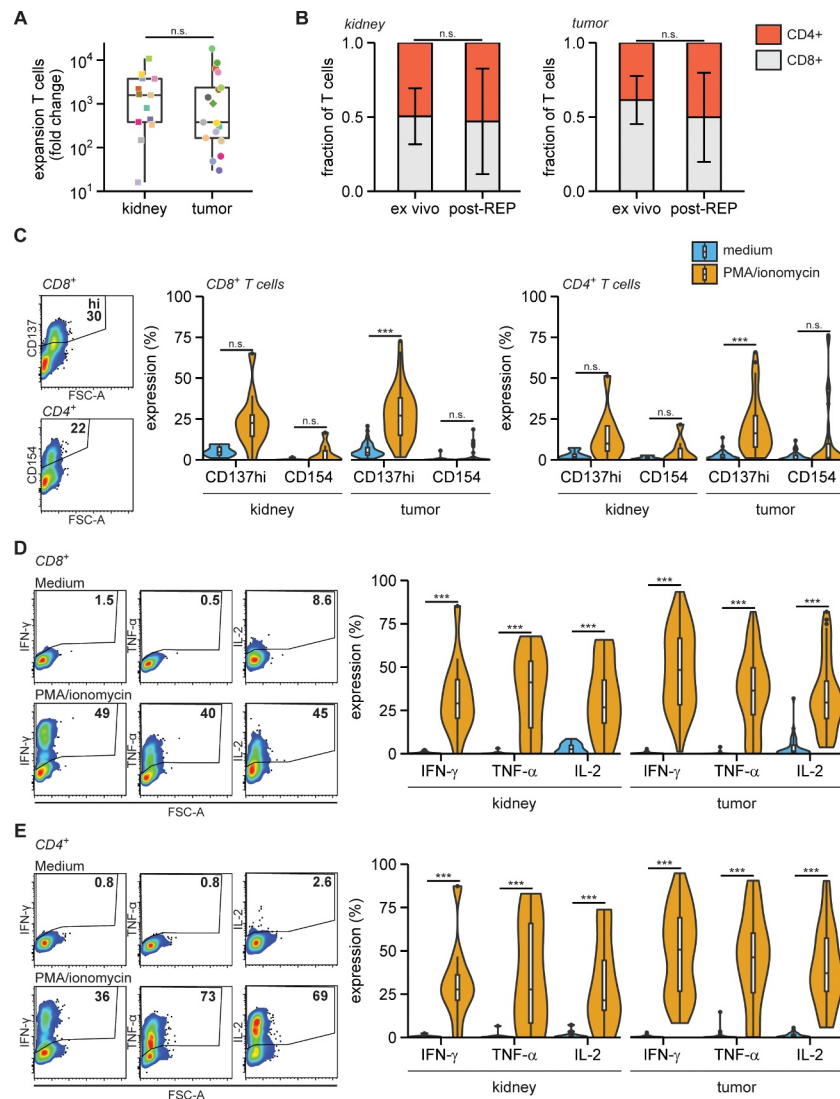 A
n.s.
expansion T cells
(fold change)
10⁴
10³
10²
10¹
kidney
tumor
B
kidney
n.s.
fraction of T cells
1.0
0.5
0.0
ex vivo
post-REP
tumor
n.s.
fraction of T cells
1.0
0.5
0.0
ex vivo
post-REP
CD4+
CD8+
C
medium
PMA/ionomycin
CD8⁺
hi
30
CD137
FSC-A
CD4⁺
22
CD154
FSC-A
CD8⁺ T cells
expression (%)
100
75
50
25
0
n.s.
n.s.
***
n.s.
CD137hi
CD154
CD137hi
CD154
kidney
tumor
CD4⁺ T cells
expression (%)
100
75
50
25
0
n.s.
n.s.
***
n.s.
CD137hi
CD154
CD137hi
CD154
kidney
tumor
D
CD8⁺
Medium
IFN-γ
1.5
TNF-α
0.5
IL-2
8.6
PMA/ionomycin
IFN-γ
49
TNF-α
40
IL-2
45
FSC-A
expression (%)
100
75
50
25
0
***
***
***
***
***
***
IFN-γ
TNF-α
IL-2
IFN-γ
TNF-α
IL-2
kidney
tumor
E
CD4⁺
Medium
IFN-γ
0.8
TNF-α
0.8
IL-2
2.6
PMA/ionomycin
IFN-γ
36
TNF-α
73
IL-2
69
FSC-A
expression (%)
100
75
50
25
0
***
***
***
***
***
***
IFN-γ
TNF-α
IL-2
IFN-γ
TNF-α
IL-2
kidney
tumor